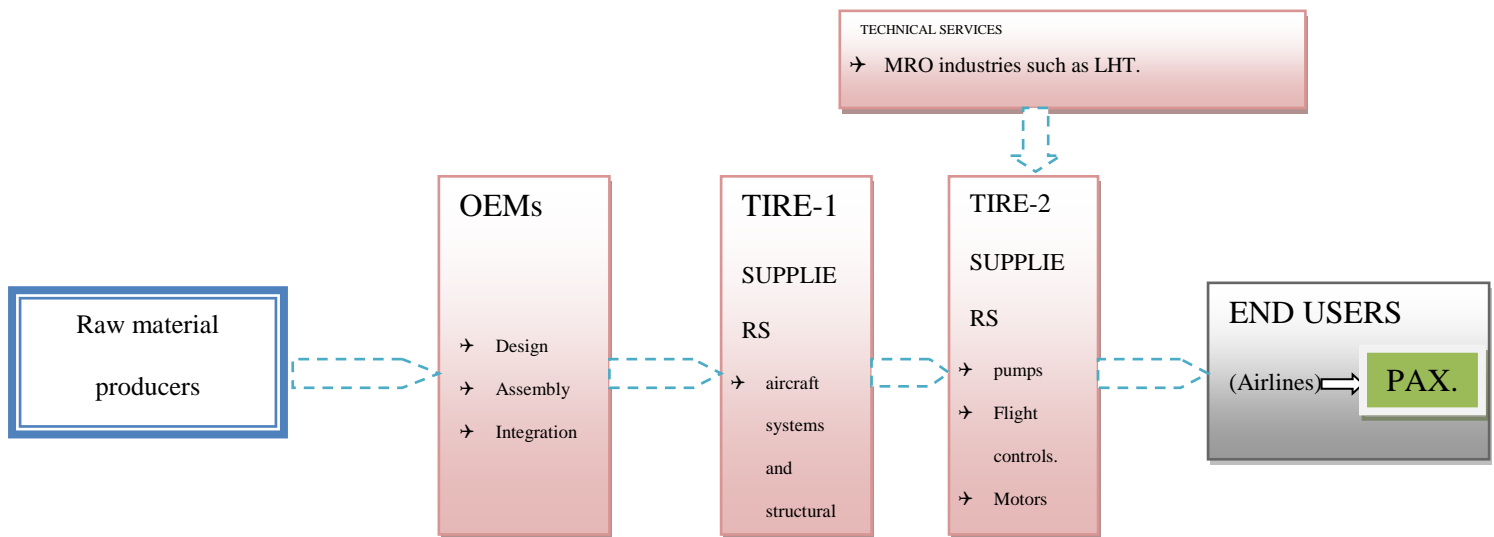 TECHNICAL SERVICES
MRO industries such as LHT.
Raw material
producers
OEMs
Design
Assembly
Integration
TIRE-1
SUPPLIE
RS
aircraft
systems
and
structural
TIRE-2
SUPPLIE
RS
pumps
Flight
controls.
Motors
END USERS
(Airlines)
PAX.